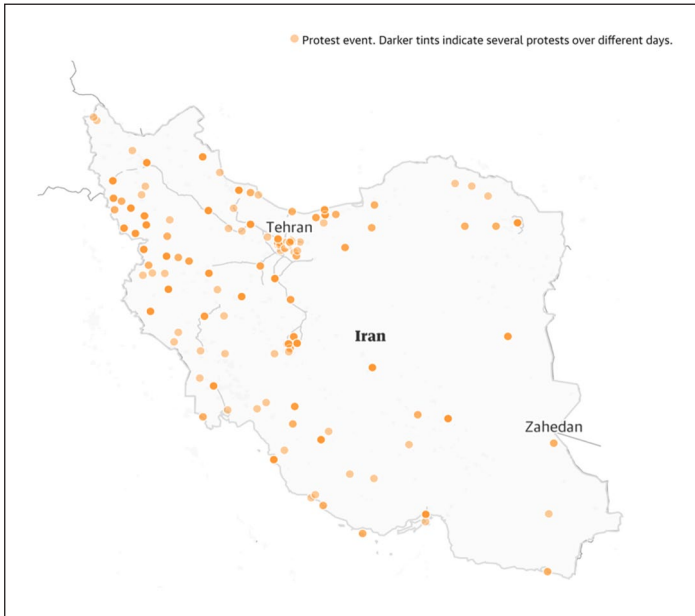 Protest event. Darker tints indicate several protests over different days.
Tehran
Iran
Zahedan